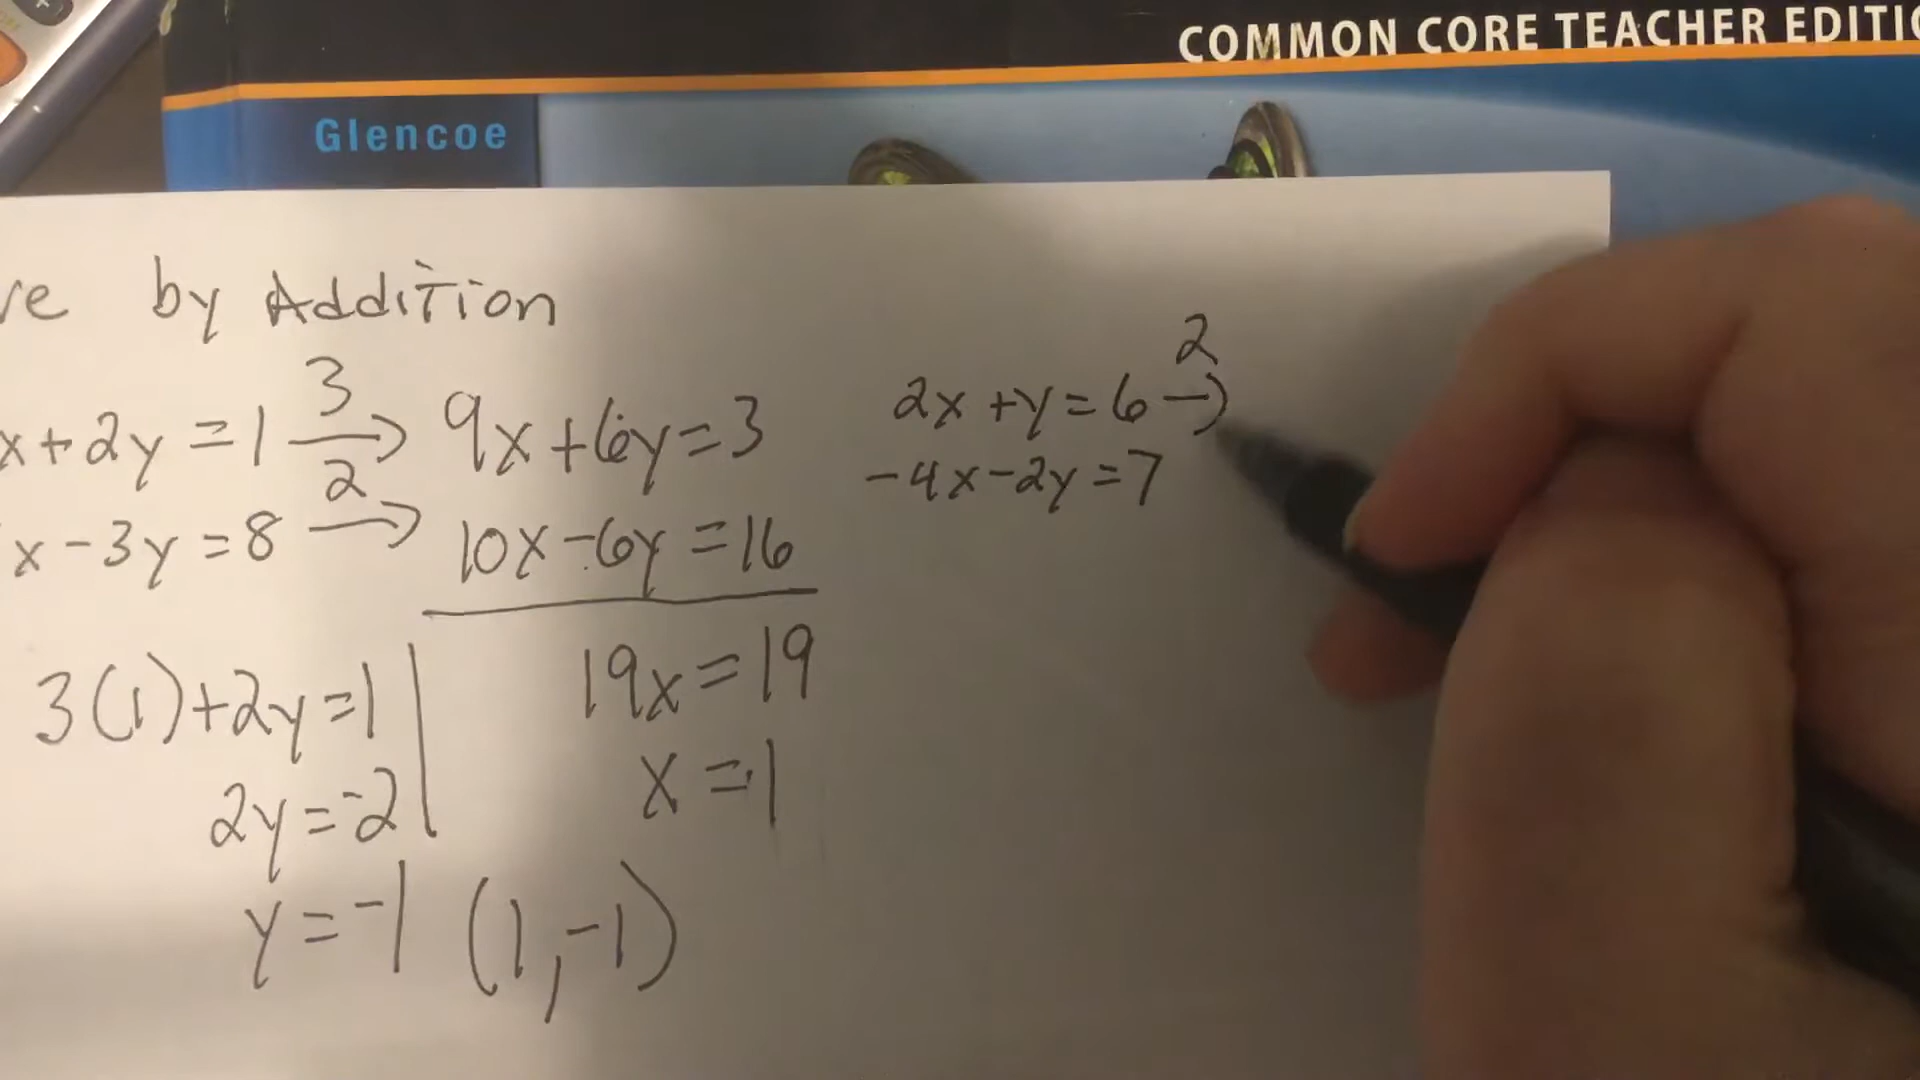 COMMON CORE TEACHER EDITIO
Glencoe
ve by Addition
x+2y=1 3→ 9x+6y=3
x-3y=8 2→ 10x-6y=16
19x=19
3(1)+2y=1
x=1
2y=-2
y=-1 (1,-1)
2x+y=6 2→
-4x-2y=7